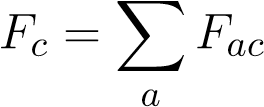 $F_c = \sum_a F_{ac}$